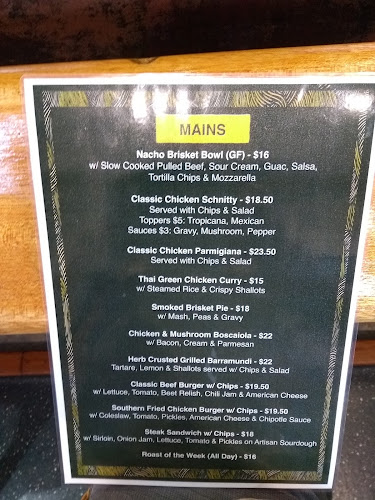 MAINS
Nacho Brisket Bowl (GF) - $16
w/ Slow Cooked Pulled Beef, Sour Cream, Guac, Salsa,
Tortilla Chips & Mozzarella
Classic Chicken Schnitty - $18.50
Served with Chips & Salad
Toppers $5: Tropicana, Mexican
Sauces $3: Gravy, Mushroom, Pepper
Classic Chicken Parmigiana - $23.50
Served with Chips & Salad
Thai Green Chicken Curry - $15
w/ Steamed Rice & Crispy Shallots
Smoked Brisket Pie - $18
w/ Mash, Peas & Gravy
Chicken & Mushroom Boscaiola - $22
w/ Bacon, Cream & Parmesan
Herb Crusted Grilled Barramundi - $22
Tartare, Lemon & Shallots served w/ Chips & Salad
Classic Beef Burger w/ Chips - $19.50
w/ Lettuce, Tomato, Beet Relish, Chili Jam & American Cheese
Southern Fried Chicken Burger w/ Chips - $19.50
w/ Coleslaw, Tomato, Pickles, American Cheese & Chipotle Sauce
Steak Sandwich w/ Chips - $18
w/ Sirloin, Onion Jam, Lettuce, Tomato & Pickles on Artisan Sourdough
Roast of the Week (All Day) - $16